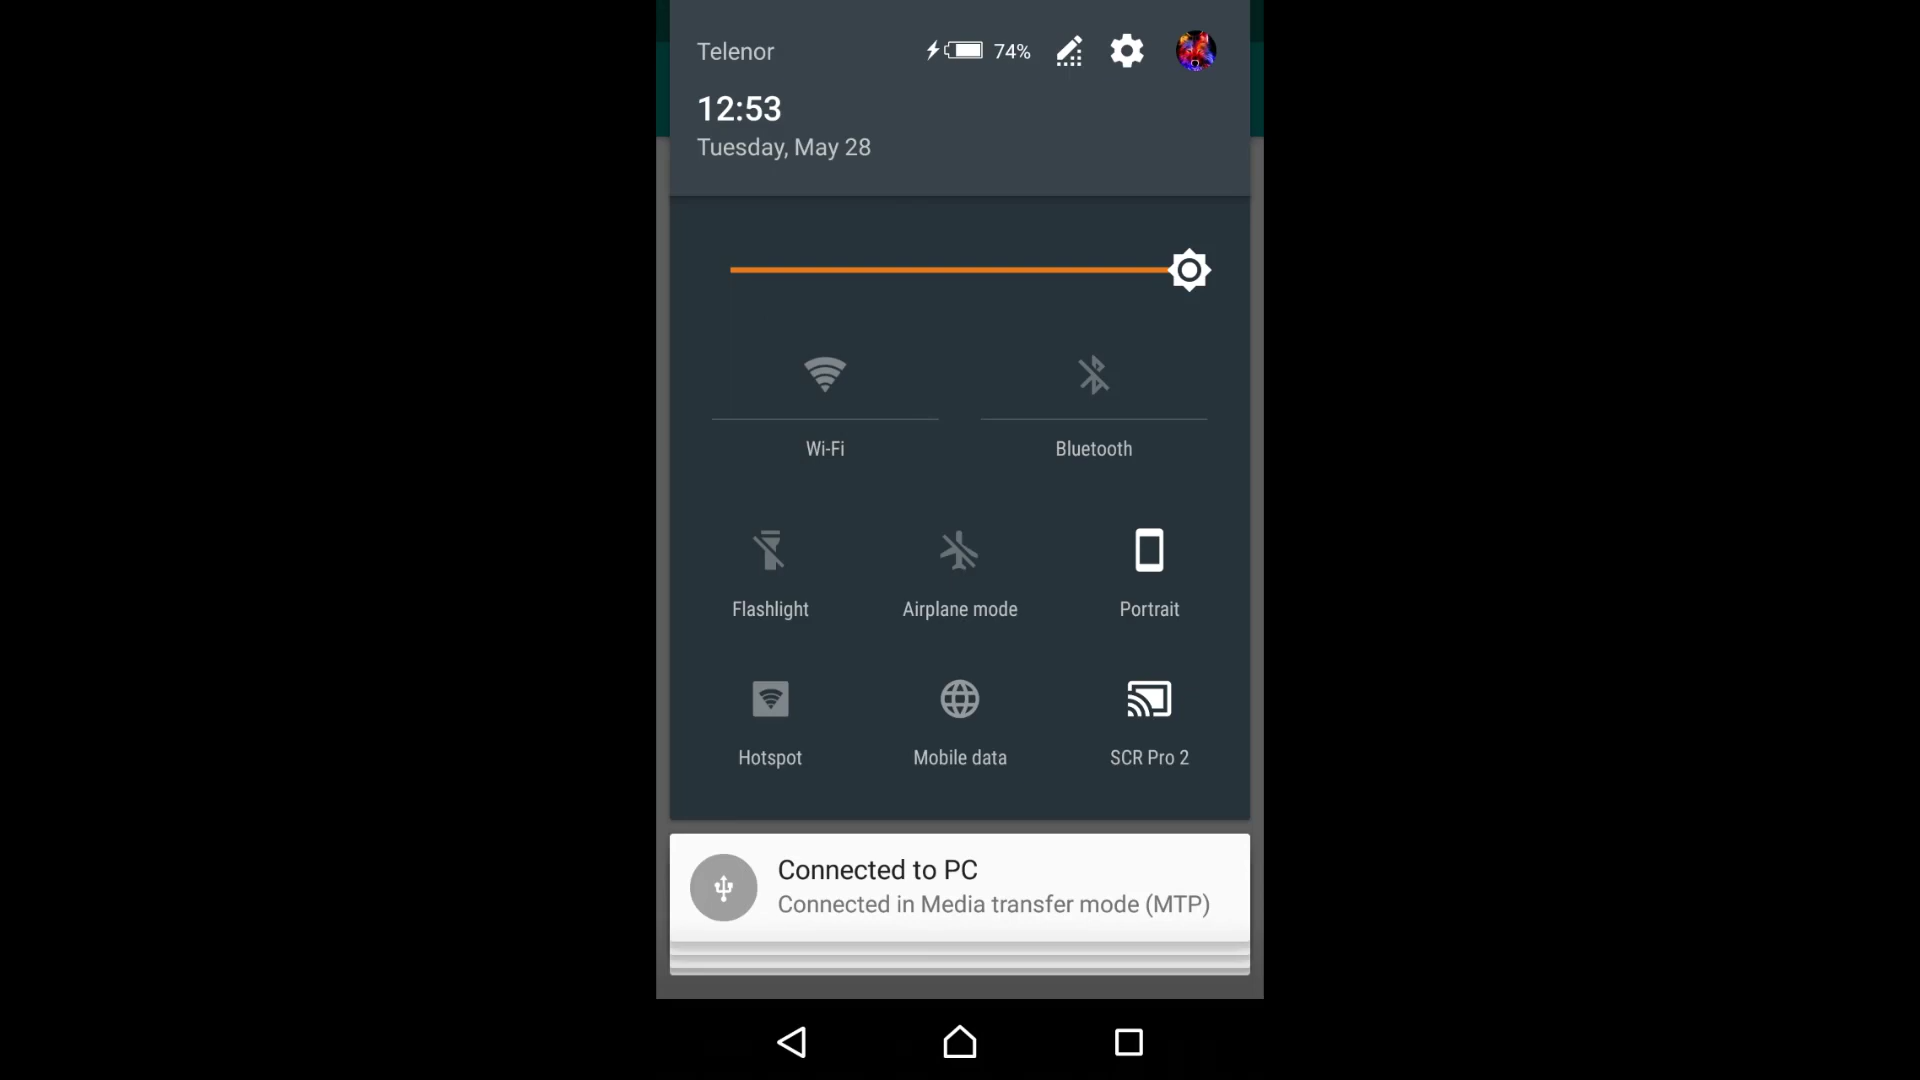 Telenor 74%
12:53
Tuesday, May 28
Wi-Fi Bluetooth
Flashlight Airplane mode Portrait
Hotspot Mobile data SCR Pro 2
Connected to PC
Connected in Media transfer mode (MTP)